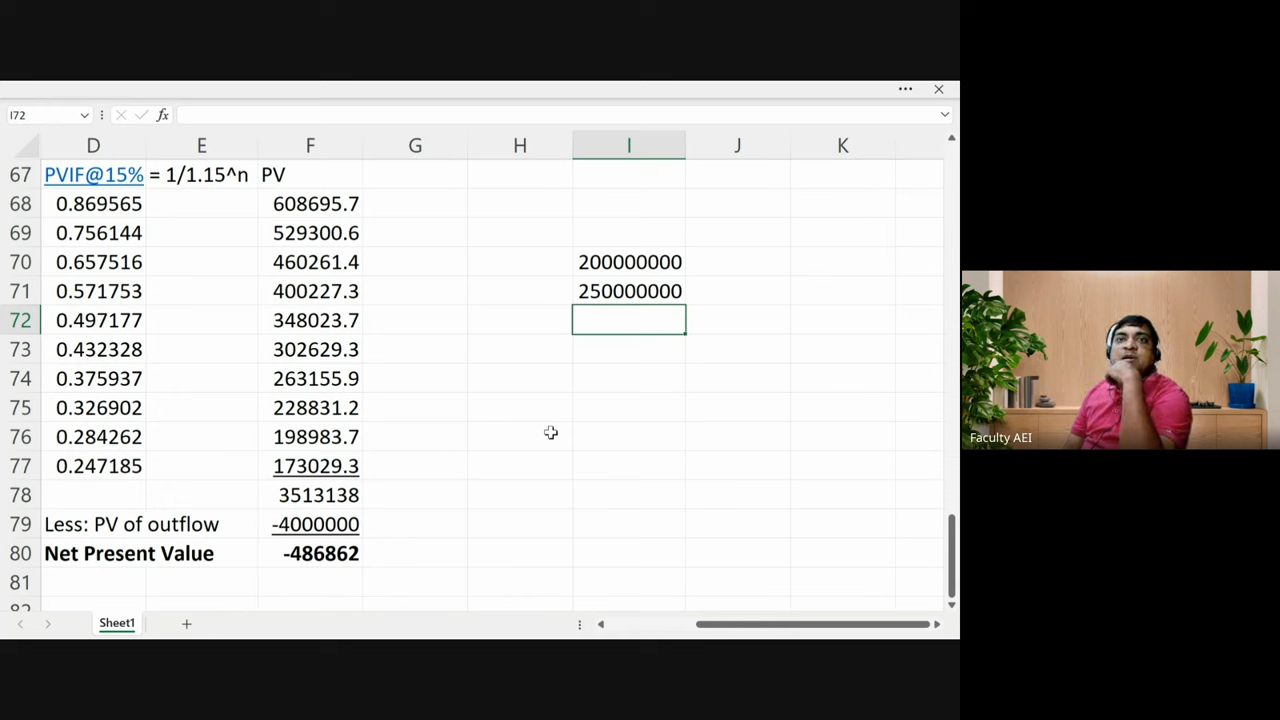 I72 fx
D E F G H I J K
67 PVIF@15% = 1/1.15^n PV
68 0.869565 608695.7
69 0.756144 529300.6
70 0.657516 460261.4 200000000
71 0.571753 400227.3 250000000
72 0.497177 348023.7
73 0.432328 302629.3
74 0.375937 263155.9
75 0.326902 228831.2
76 0.284262 198983.7
77 0.247185 173029.3
78 3513138
79 Less: PV of outflow -4000000
80 Net Present Value -486862
81
82
Sheet1
Faculty AEI